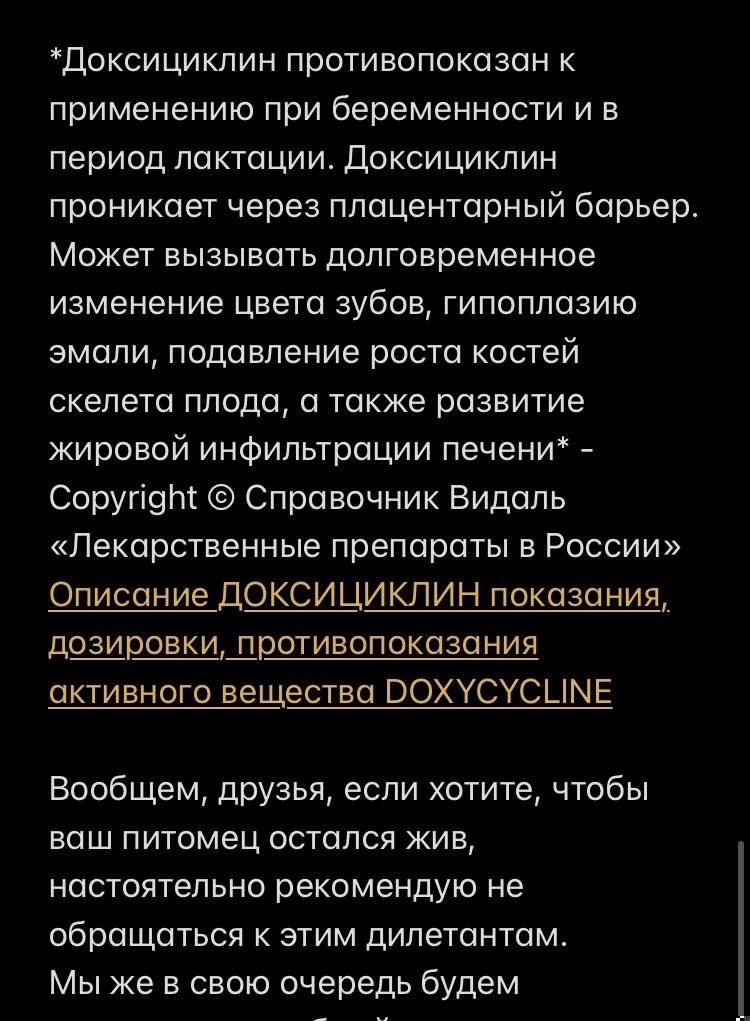 *Доксициклин противопоказан к
применению при беременности и в
период лактации. Доксициклин
проникает через плацентарный барьер.
Может вызывать долговременное
изменение цвета зубов, гипоплазию
эмали, подавление роста костей
скелета плода, а также развитие
жировой инфильтрации печени* -
Copyright © Справочник Видаль
«Лекарственные препараты в России»
Описание ДОКСИЦИКЛИН показания,
дозировки, противопоказания
активного вещества DOXYCYCLINE
Вообщем, друзья, если хотите, чтобы
ваш питомец остался жив,
настоятельно рекомендую не
обращаться к этим дилетантам.
Мы же в свою очередь будем